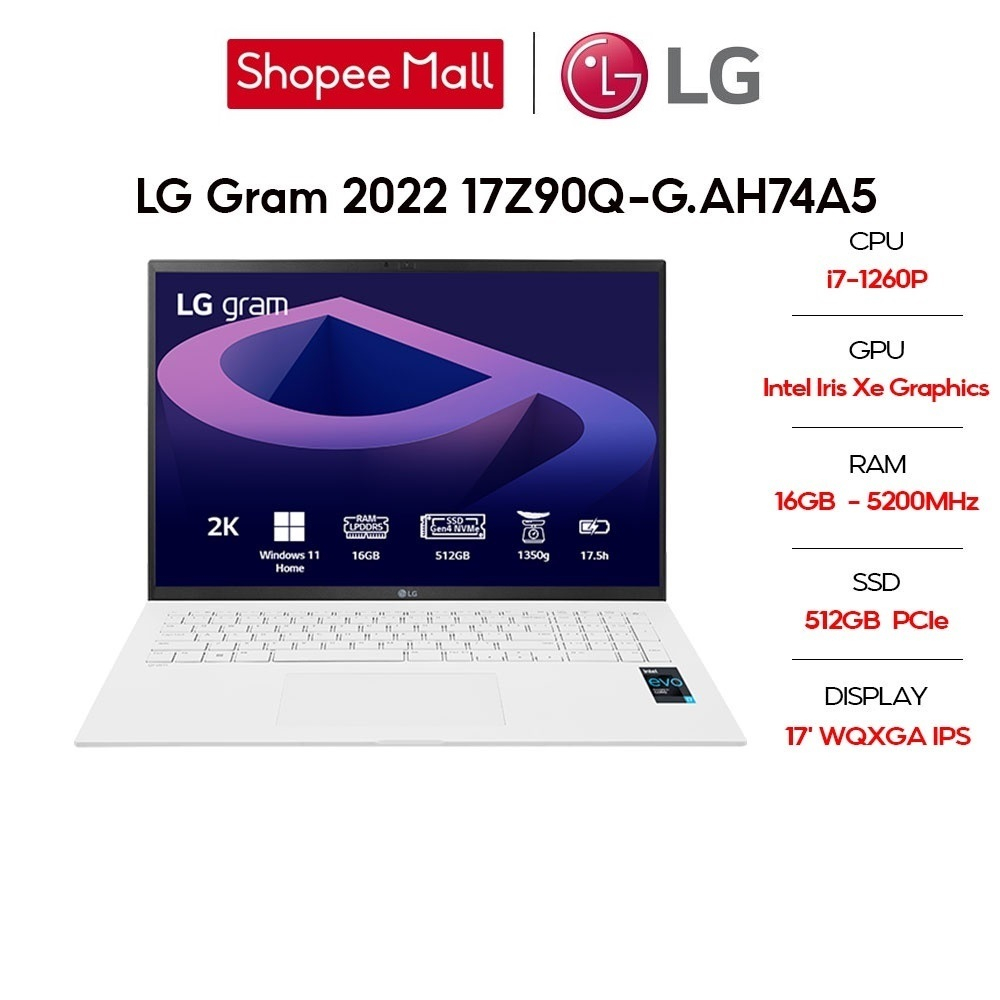 Shopee Mall
LG
LG Gram 2022 17Z90Q-G.AH74A5
CPU
i7-1260P
GPU
Intel Iris Xe Graphics
RAM
16GB - 5200MHz
SSD
512GB PCIe
DISPLAY
17' WQXGA IPS
LG gram
2K
Windows 11
Home
RAM
LPDDR5
16GB
SSD
Gen4 NVMe
512GB
1350g
17.5h
LG
intel
evo